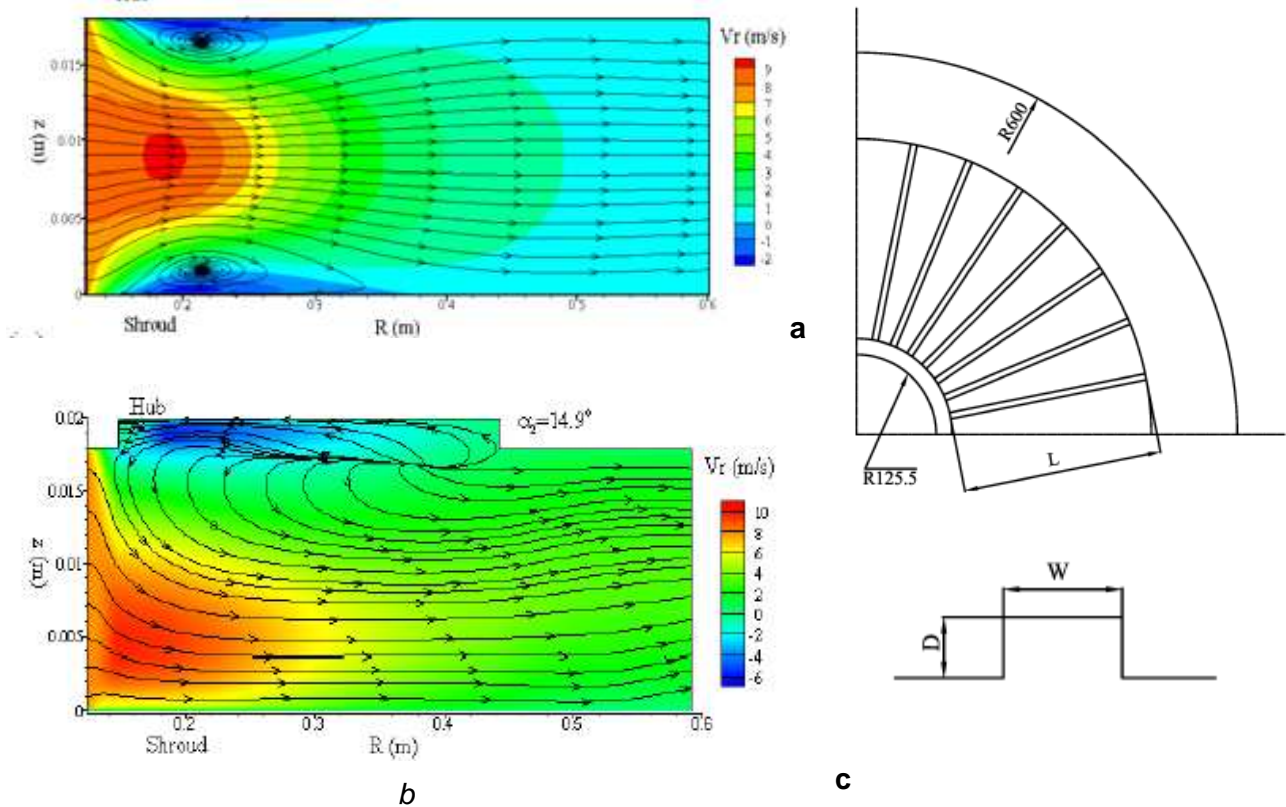 Vr (m/s)
0.015
0.01
0.005
0
z (m)
9
8
7
6
5
4
3
2
1
0
-1
-2
0.2
0.3
0.4
0.5
0.6
Shroud
R (m)
a
R600
R125.5
L
Hub
α₂=14.9°
0.02
0.015
0.01
0.005
0
z (m)
Vr (m/s)
10
8
6
4
2
0
-2
-4
-6
0.2
0.3
0.4
0.5
0.6
Shroud
R (m)
b
W
D
c